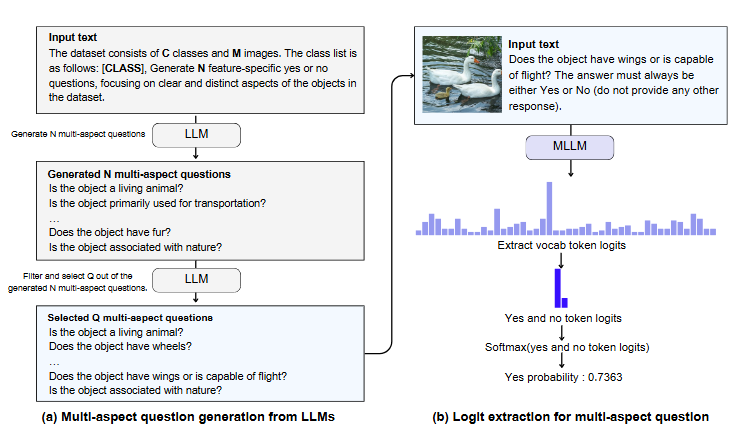 Input text
The dataset consists of C classes and M images. The class list is
as follows: [CLASS], Generate N feature-specific yes or no
questions, focusing on clear and distinct aspects of the objects in
the dataset.
Generate N multi-aspect questions
LLM
Generated N multi-aspect questions
Is the object a living animal?
Is the object primarily used for transportation?
...
Does the object have fur?
Is the object associated with nature?
Filter and select Q out of the
generated N multi-aspect questions.
LLM
Selected Q multi-aspect questions
Is the object a living animal?
Does the object have wheels?
...
Does the object have wings or is capable of flight?
Is the object associated with nature?
(a) Multi-aspect question generation from LLMs
Input text
Does the object have wings or is capable
of flight? The answer must always be
either Yes or No (do not provide any other
response).
MLLM
Extract vocab token logits
Yes and no token logits
Softmax(yes and no token logits)
Yes probability : 0.7363
(b) Logit extraction for multi-aspect question